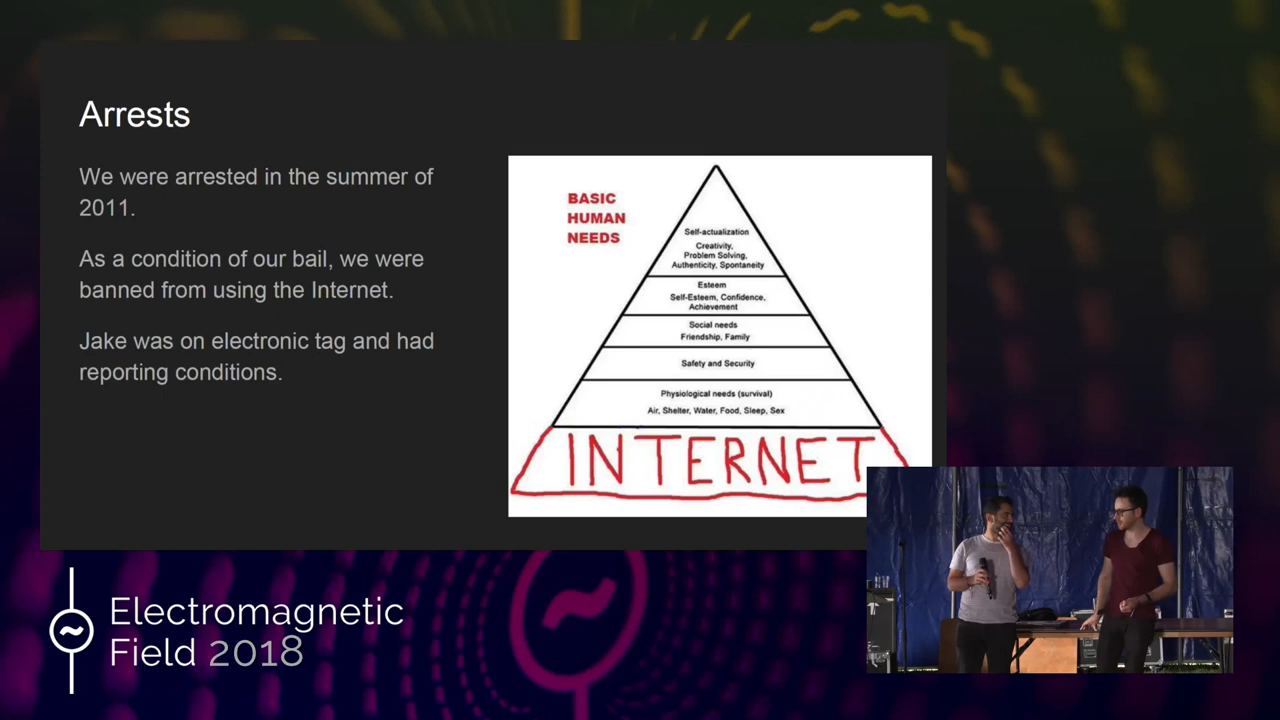 Arrests
We were arrested in the summer of
2011.
As a condition of our bail, we were
banned from using the Internet.
Jake was on electronic tag and had
reporting conditions.
BASIC
HUMAN
NEEDS
Self-actualization
Creativity,
Problem Solving,
Authenticity, Spontaneity
Esteem
Self-Esteem, Confidence,
Achievement
Social needs
Friendship, Family
Safety and Security
Physiological needs (survival)
Air, Shelter, Water, Food, Sleep, Sex
INTERNET
Electromagnetic
Field 2018